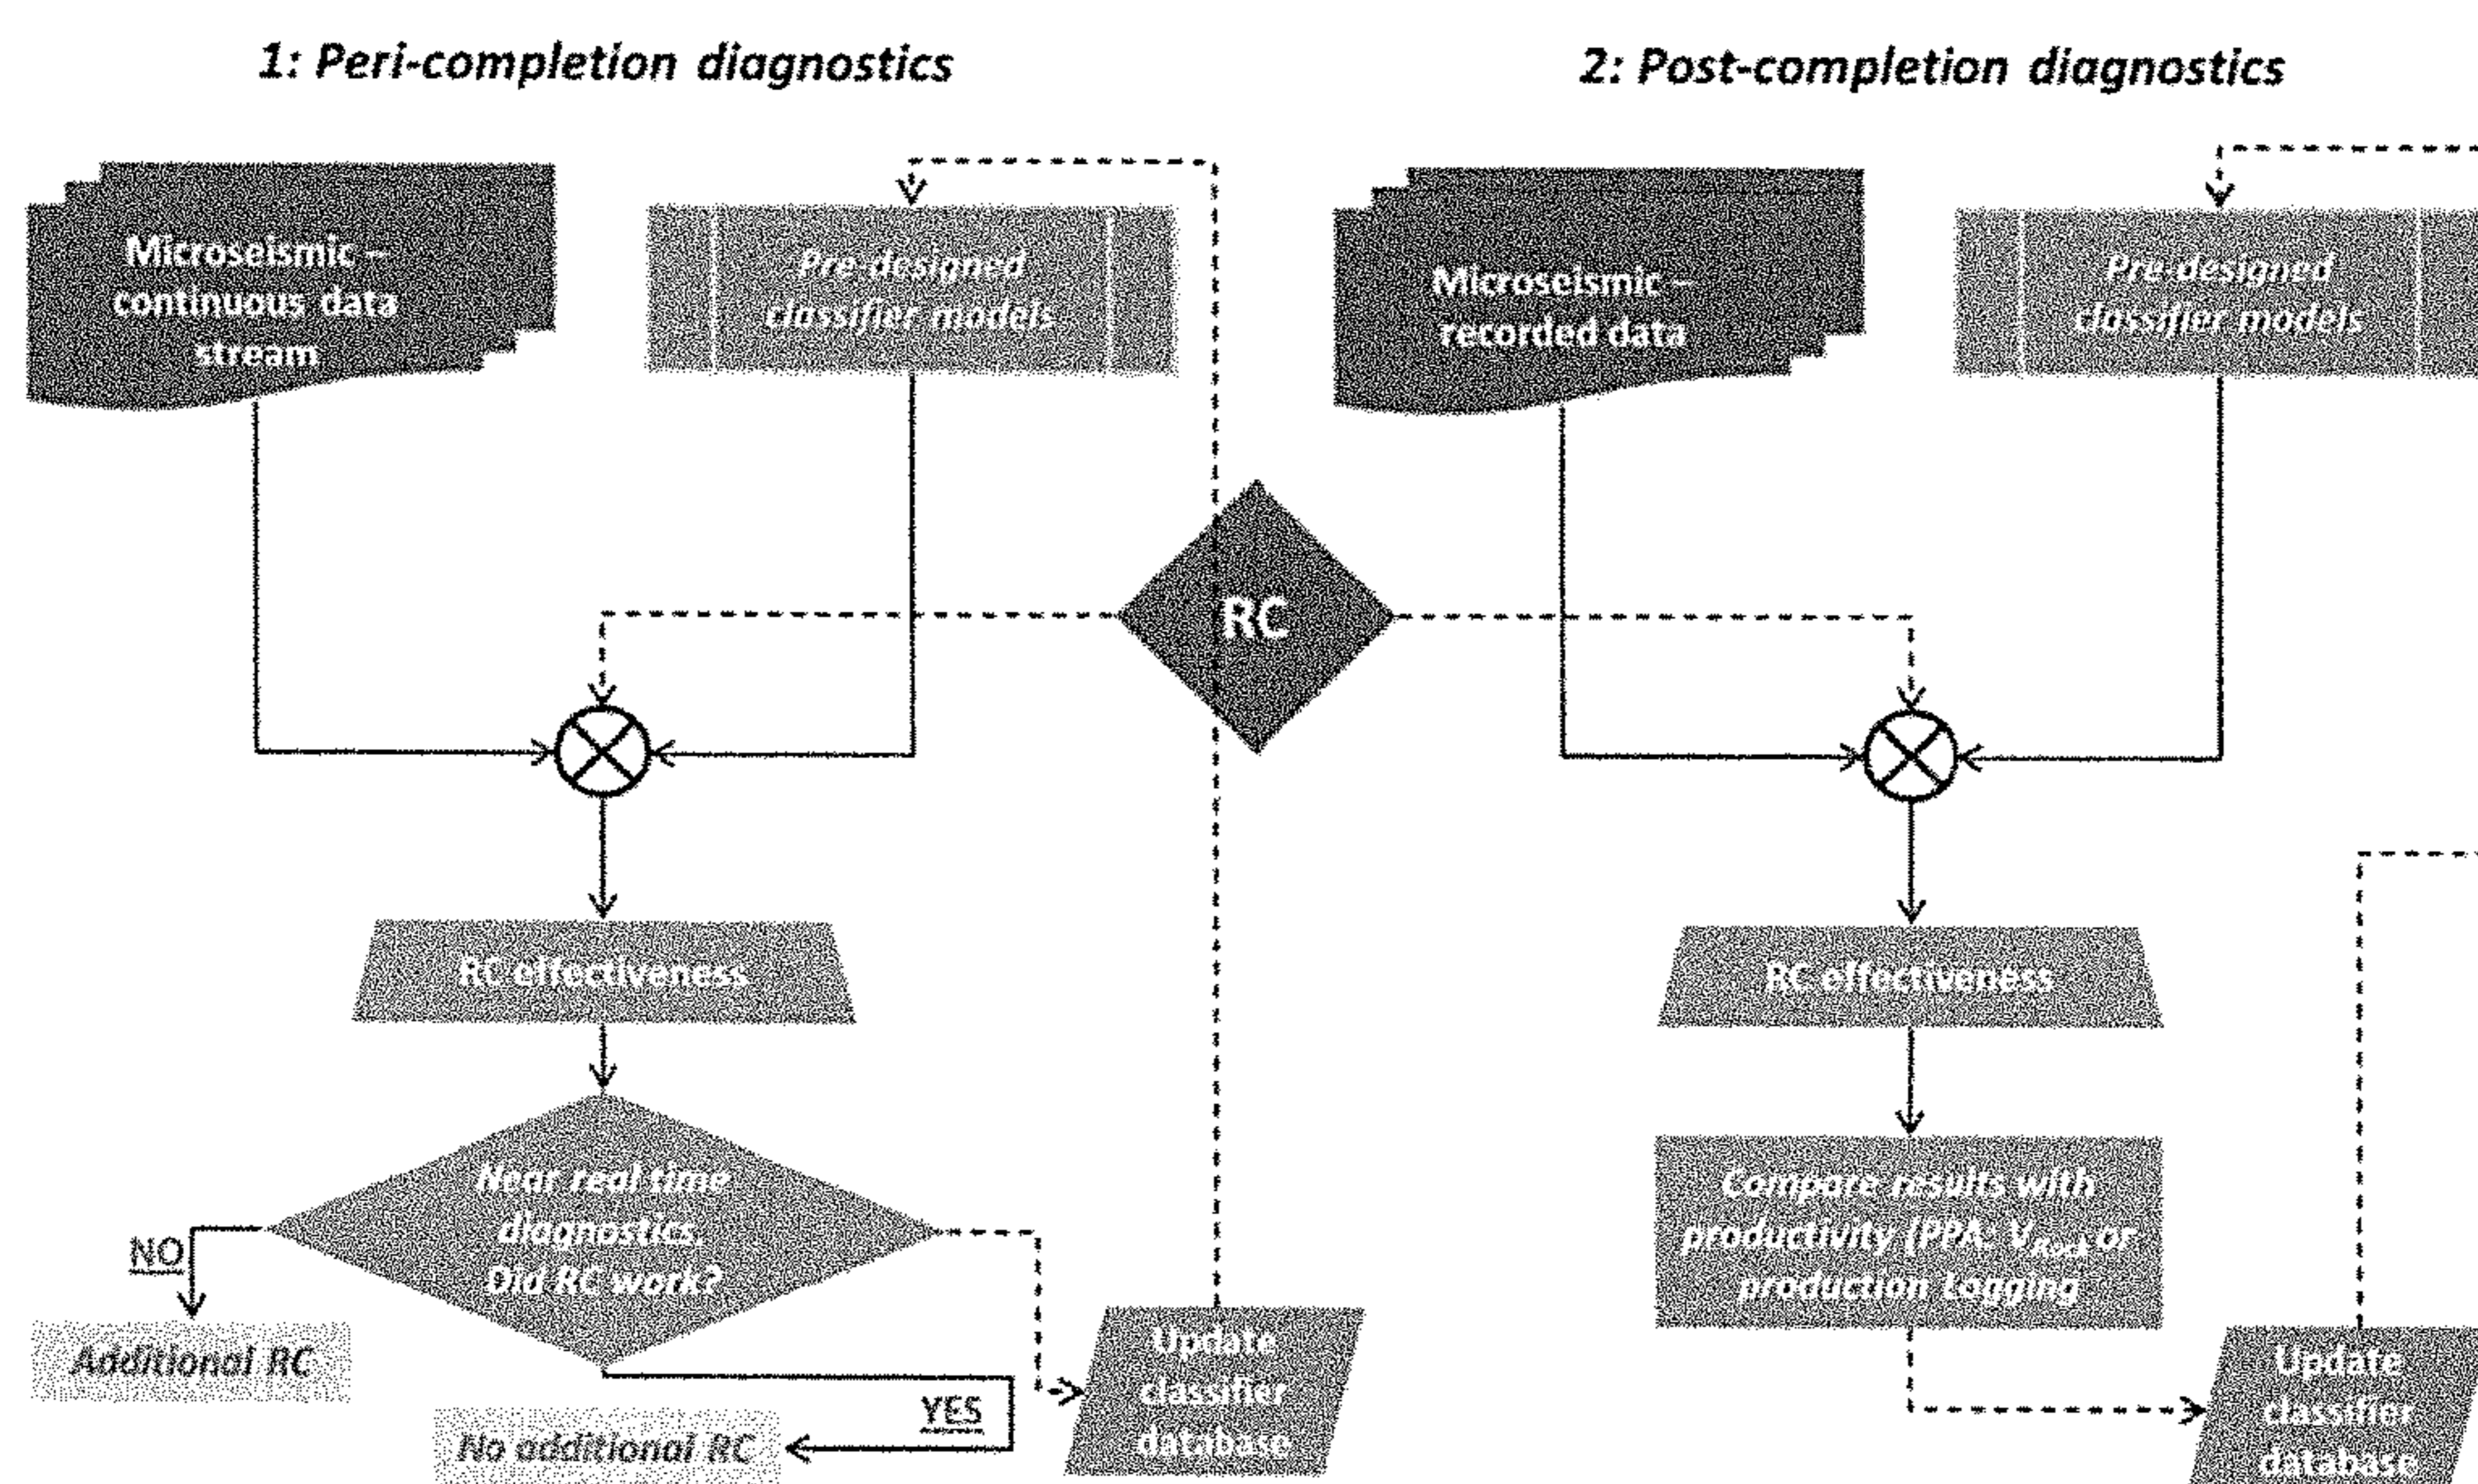 1: Peri-completion diagnostics
Microseismic –
continuous data
stream
Pre-designed
classifier models
RC
RC effectiveness
Near real time
diagnostics.
Did RC work?
NO
Additional RC
YES
No additional RC
Update
classifier
database
2: Post-completion diagnostics
Microseismic –
recorded data
Pre-designed
classifier models
RC effectiveness
Compare results with
productivity (PPA: VRock or
production Logging
Update
classifier
database